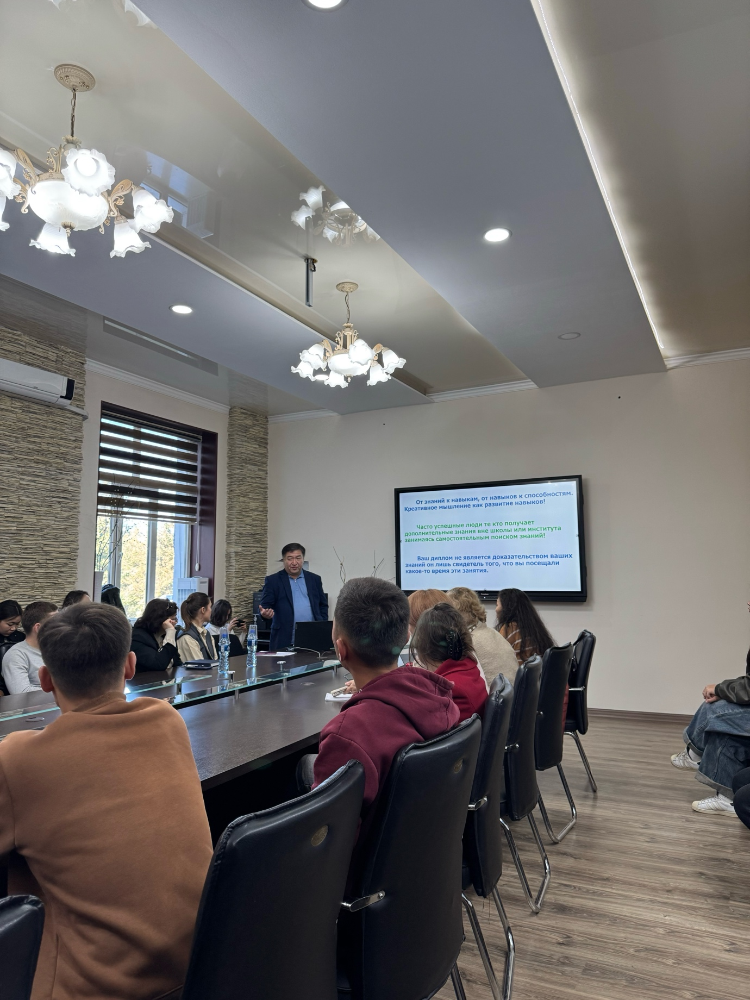 От знаний к навыкам, от навыков к способностям.
Креативное мышление как развитие навыков!
Часто успешные люди те кто получает
дополнительные знания вне школы или института
занимаясь самостоятельным поиском знаний!
Ваш диплом не является доказательством ваших
знаний он лишь свидетель того, что вы посещали
какое-то время эти занятия.